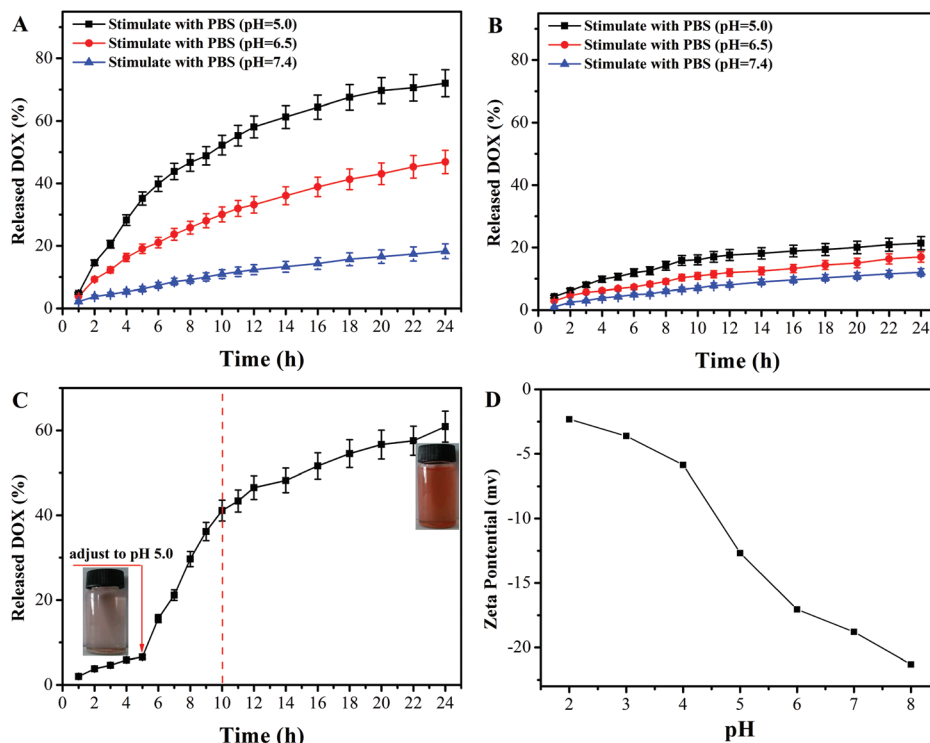 A
Stimulate with PBS (pH=5.0)
Stimulate with PBS (pH=6.5)
Stimulate with PBS (pH=7.4)
80
60
40
20
0
Released DOX (%)
0 2 4 6 8 10 12 14 16 18 20 22 24
Time (h)
B
Stimulate with PBS (pH=5.0)
Stimulate with PBS (pH=6.5)
Stimulate with PBS (pH=7.4)
80
60
40
20
0
Released DOX (%)
0 2 4 6 8 10 12 14 16 18 20 22 24
Time (h)
C
60
40
20
0
Released DOX (%)
adjust to pH 5.0
0 2 4 6 8 10 12 14 16 18 20 22 24
Time (h)
D
0
-5
-10
-15
-20
Zeta Pontential (mv)
2 3 4 5 6 7 8
pH